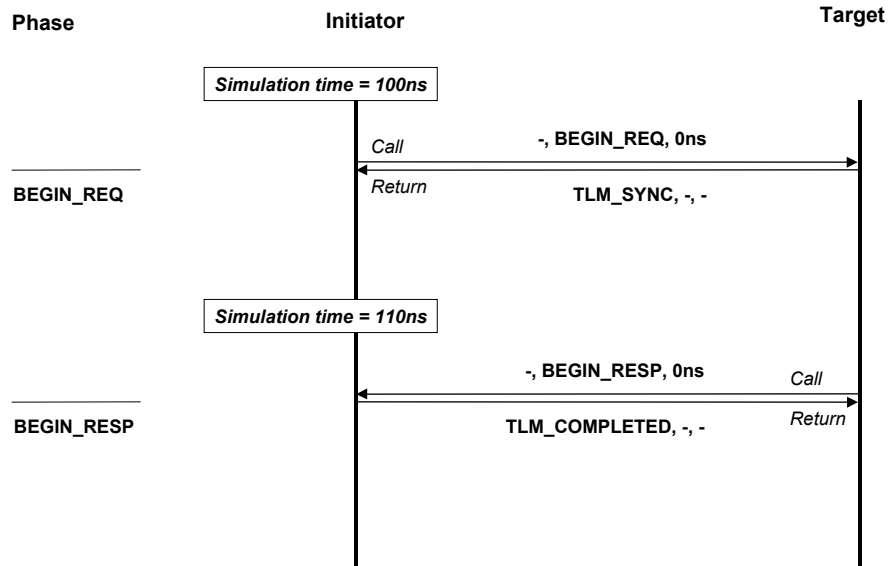 Phase Initiator Target
Simulation time = 100ns
Call -, BEGIN_REQ, 0ns
BEGIN_REQ Return TLM_SYNC, -, -
Simulation time = 110ns
-, BEGIN_RESP, 0ns Call
BEGIN_RESP TLM_COMPLETED, -, - Return